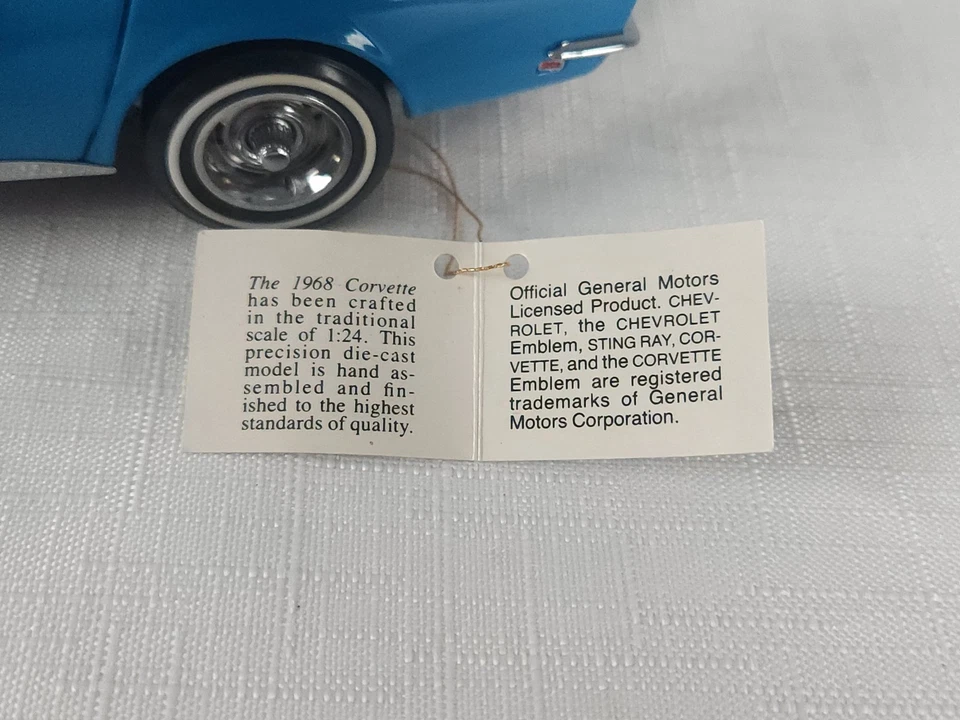 The 1968 Corvette
has been crafted
in the traditional
scale of 1:24. This
precision die-cast
model is hand as-
sembled and fin-
ished to the highest
standards of quality.
Official General Motors
Licensed Product. CHEV-
ROLET, the CHEVROLET
Emblem, STING RAY, COR-
VETTE, and the CORVETTE
Emblem are registered
trademarks of General
Motors Corporation.